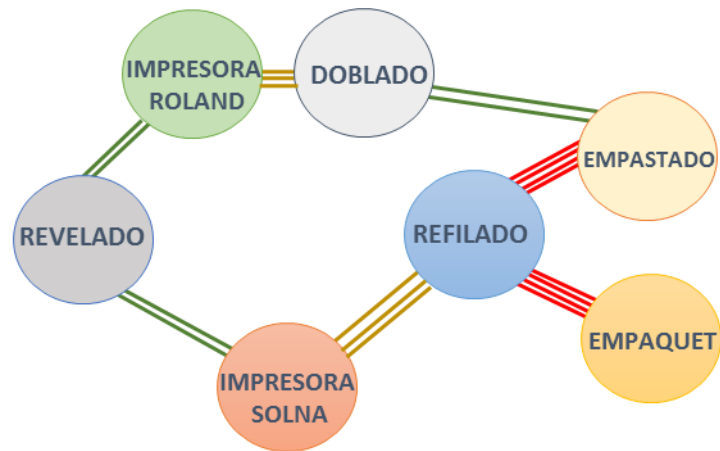 IMPRESORA
ROLAND
DOBLADO
EMPASTADO
REVELADO
REFILADO
EMPAQUET
IMPRESORA
SOLNA